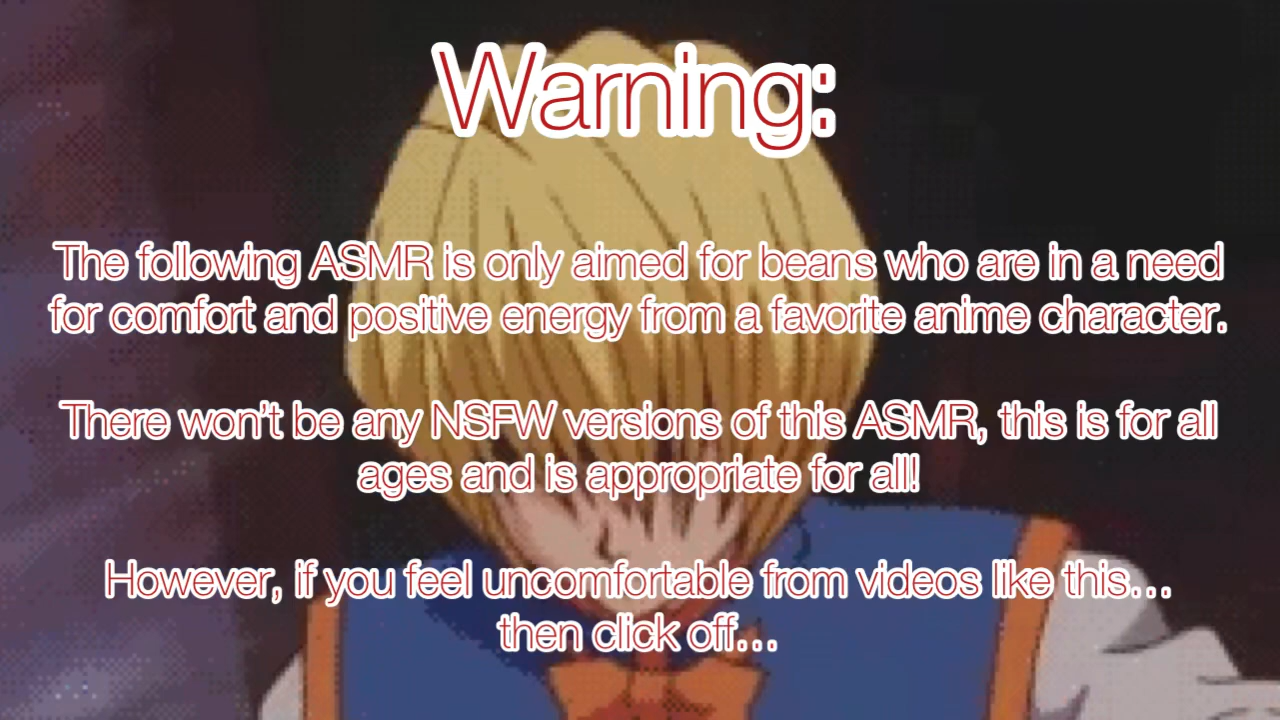 Warning:
The following ASMR is only aimed for beans who are in a need
for comfort and positive energy from a favorite anime character.
There won't be any NSFW versions of this ASMR, this is for all
ages and is appropriate for all!
However, if you feel uncomfortable from videos like this...
then click off...